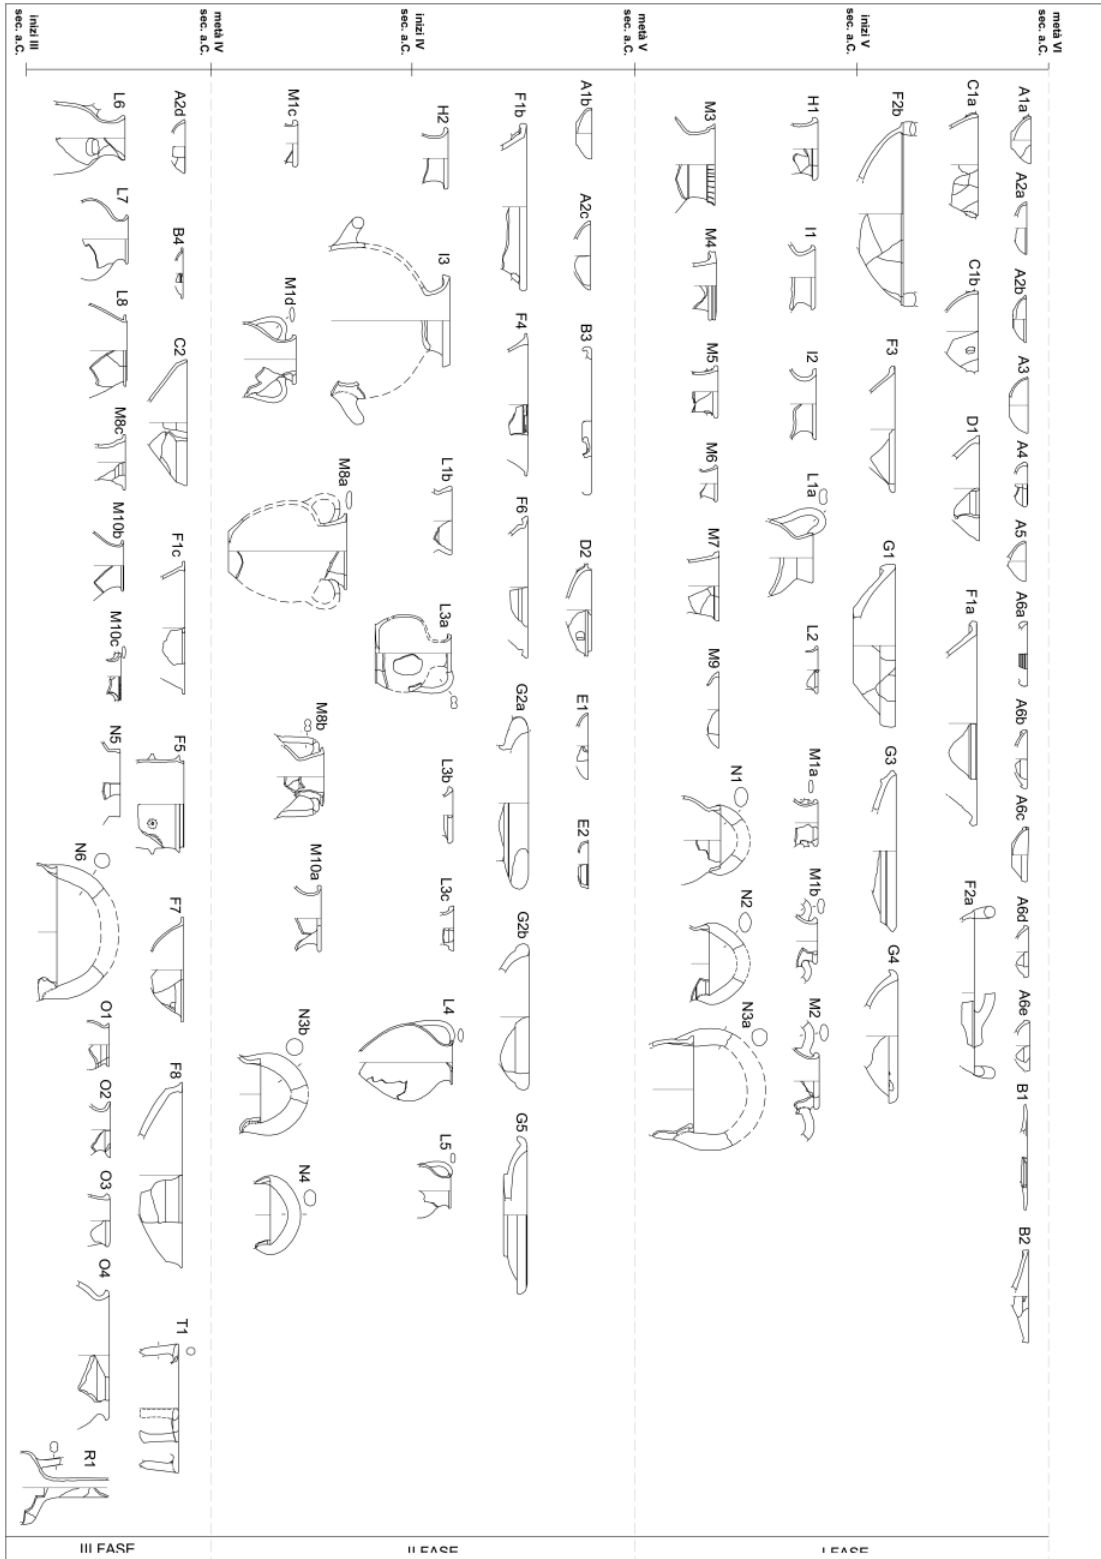 metà VI
sec. a.C.
A1a A2a A2b A3 A4 A5 A6a A6b A6c A6d A6e B1 B2
C1a C1b D1 F1a F2a
I FASE
inizi V
sec. a.C.
F2b F3 G1 G3 G4
H1 I1 I2 L1a L2 M1a M1b M2
M3 M4 M5 M6 M7 M9 N1 N2 N3a
metà V
sec. a.C.
A1b A2c B3 D2 E1 E2
F1b F4 F6 G2a G2b G5
H2 I3 L1b L3a L3b L3c L4 L5
II FASE
inizi IV
sec. a.C.
M1c M1d M8a M8b M10a N3b N4
metà IV
sec. a.C.
A2d B4 C2 F1c F5 F7 F8 T1
L6 L7 L8 M8c M10b M10c N5 N6 O1 O2 O3 O4 R1
III FASE
inizi III
sec. a.C.